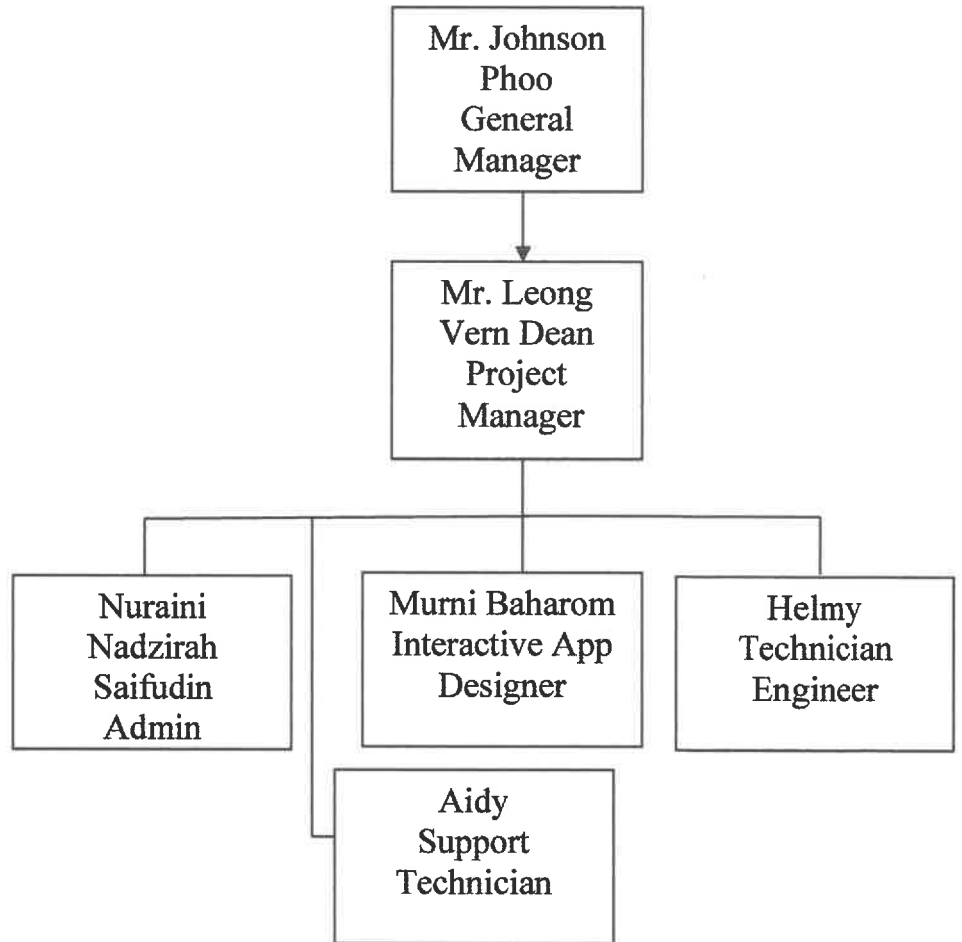 Mr. Johnson
Phoo
General
Manager
Mr. Leong
Vern Dean
Project
Manager
Nuraini
Nadzirah
Saifudin
Admin
Murni Baharom
Interactive App
Designer
Helmy
Technician
Engineer
Aidy
Support
Technician